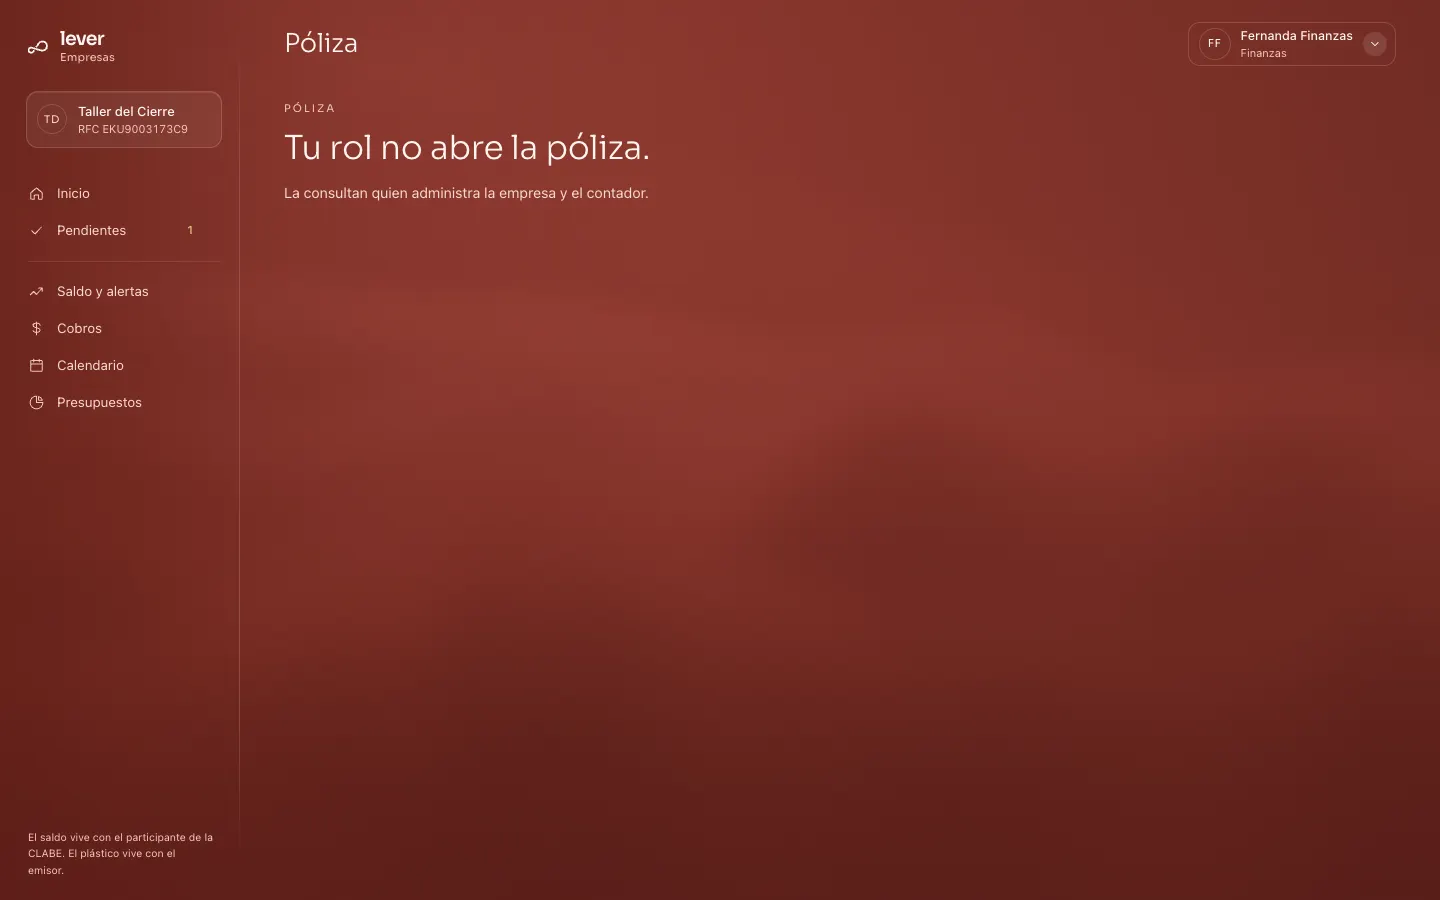 lever
Empresas
TD
Taller del Cierre
RFC EKU9003173C9
Inicio
Pendientes 1
Saldo y alertas
Cobros
Calendario
Presupuestos
El saldo vive con el participante de la
CLABE. El plástico vive con el
emisor.
Póliza
FF
Fernanda Finanzas
Finanzas
PÓLIZA
Tu rol no abre la póliza.
La consultan quien administra la empresa y el contador.